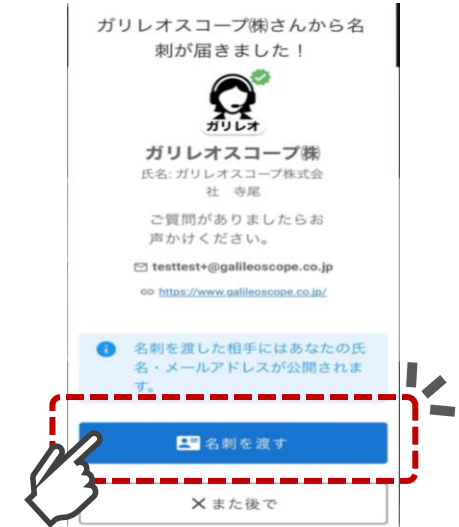 ガリレオスコープ㈱さんから名
刺が届きました！
ガリレオ
ガリレオスコープ㈱
氏名: ガリレオスコープ株式会
社　寺尾
ご質問がありましたらお
声かけください。
testtest+@galileoscope.co.jp
https://www.galileoscope.co.jp/
名刺を渡した相手にはあなたの氏
名・メールアドレスが公開されま
す。
名刺を渡す
×また後で